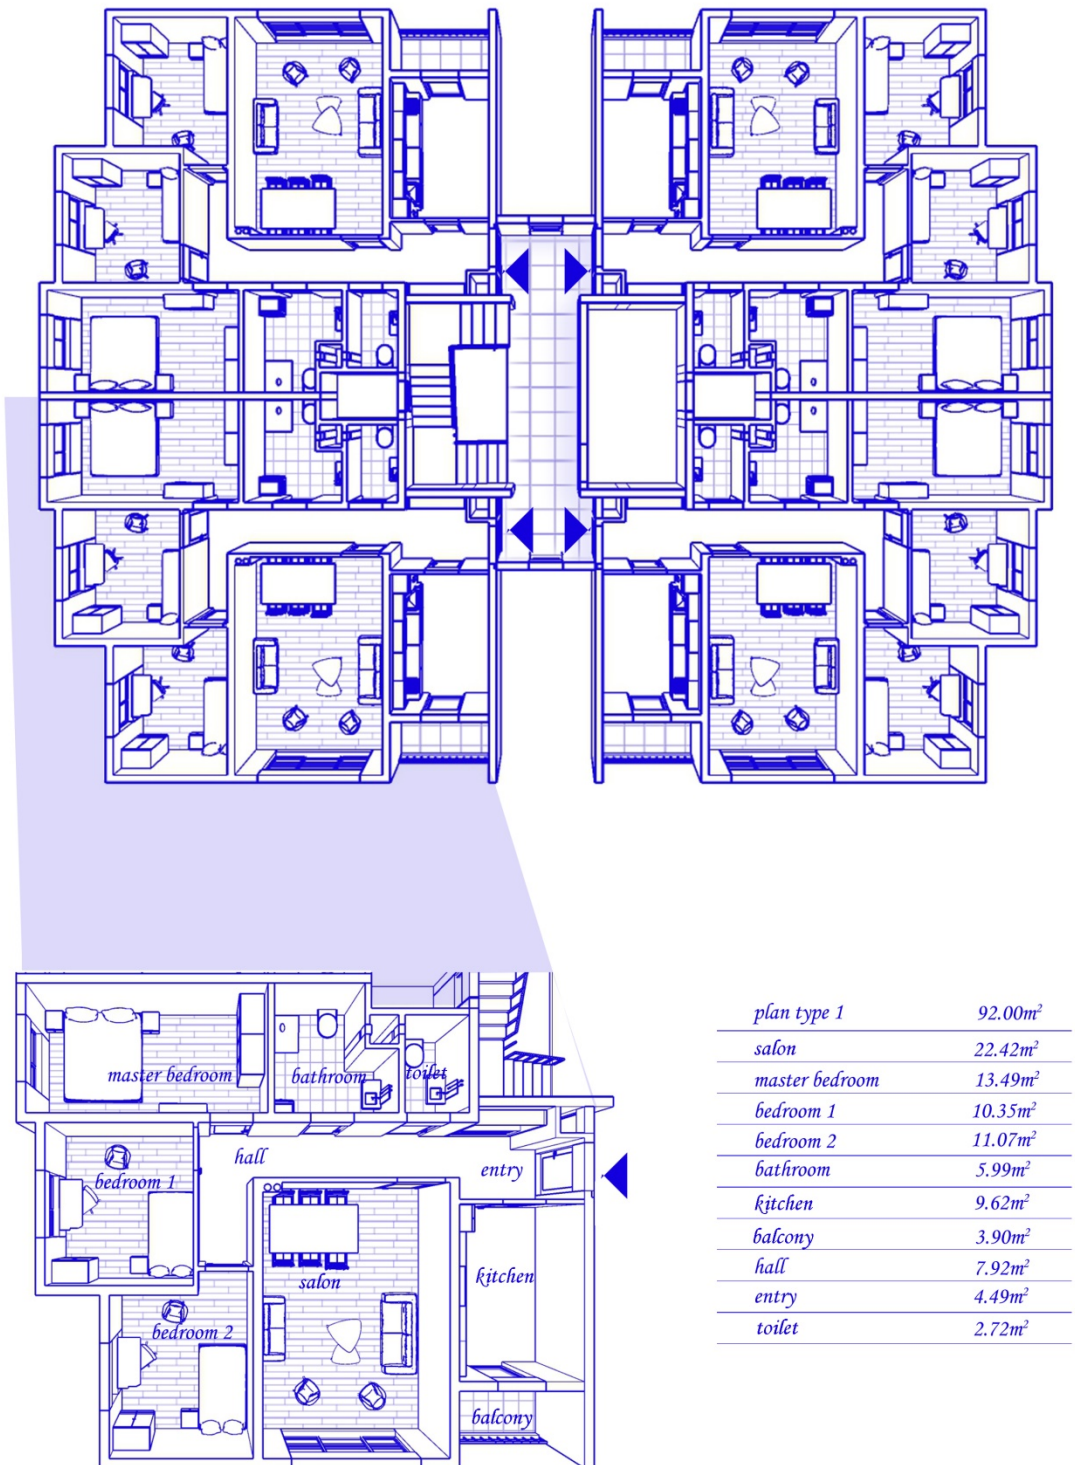 master bedroom
bathroom
toilet
hall
entry
bedroom 1
salon
kitchen
bedroom 2
balcony
plan type 1 92.00m²
salon 22.42m²
master bedroom 13.49m²
bedroom 1 10.35m²
bedroom 2 11.07m²
bathroom 5.99m²
kitchen 9.62m²
balcony 3.90m²
hall 7.92m²
entry 4.49m²
toilet 2.72m²